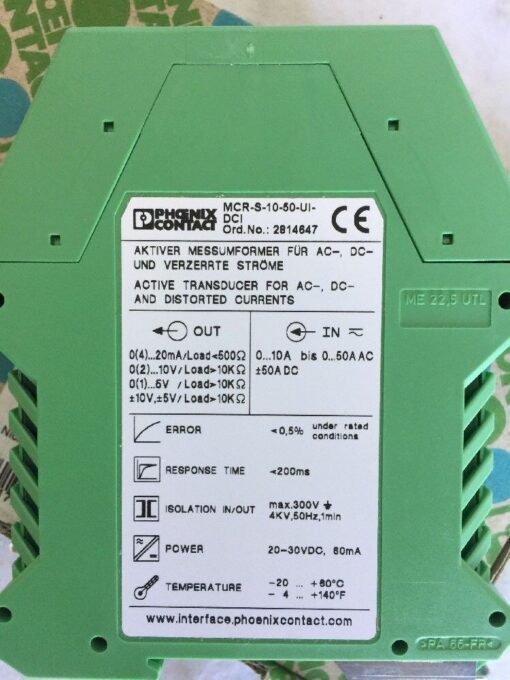 PHŒNIX
CONTACT
MCR-S-10-50-UI-
DCI
Ord.No.: 2814647
CE
AKTIVER MESSUMFORMER FÜR AC-, DC-
UND VERZERRTE STRÖME
ACTIVE TRANSDUCER FOR AC-, DC-
AND DISTORTED CURRENTS
ME 22,5 UTL
OUT
0(4)...20mA/Load<500Ω
0(2)...10V/Load>10KΩ
0(1)...5V /Load>10KΩ
±10V,±5V/Load>10KΩ
IN
0...10A bis 0...50A AC
±50A DC
ERROR <0,5% under rated
conditions
RESPONSE TIME <200ms
ISOLATION IN/OUT max.300V
4KV,50Hz,1min
POWER 20-30VDC, 60mA
TEMPERATURE -20 ... +60°C
- 4 ... +140°F
www.interface.phoenixcontact.com
>PA 66-FR<